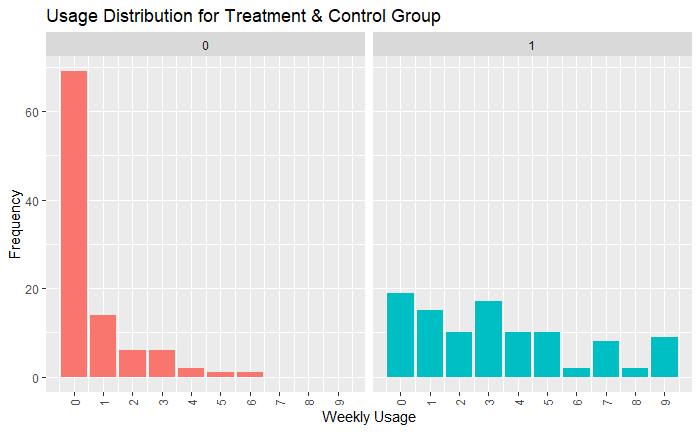 Usage Distribution for Treatment & Control Group
0 1
Frequency
60
40
20
0
0 1 2 3 4 5 6 7 8 9 0 1 2 3 4 5 6 7 8 9
Weekly Usage